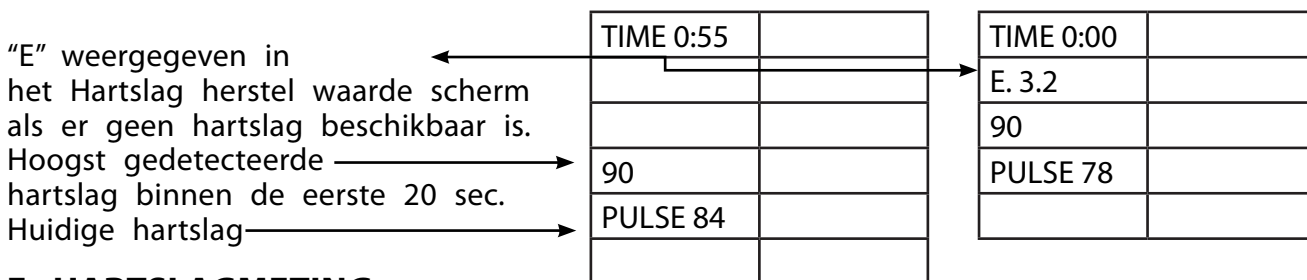 “E” weergegeven in
het Hartslag herstel waarde scherm
als er geen hartslag beschikbaar is.
Hoogst gedetecteerde
hartslag binnen de eerste 20 sec.
Huidige hartslag
TIME 0:55
90
PULSE 84
TIME 0:00
E. 3.2
90
PULSE 78
HARTSLAGMETING